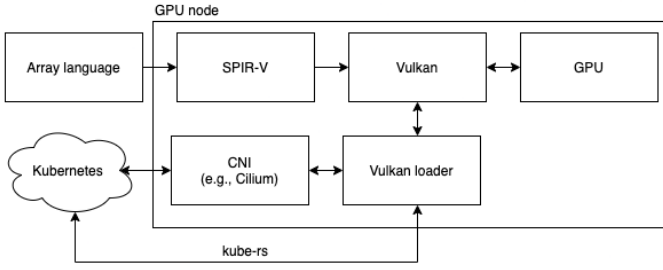 GPU node
Array language
SPIR-V
Vulkan
GPU
Kubernetes
CNI
(e.g., Cilium)
Vulkan loader
kube-rs